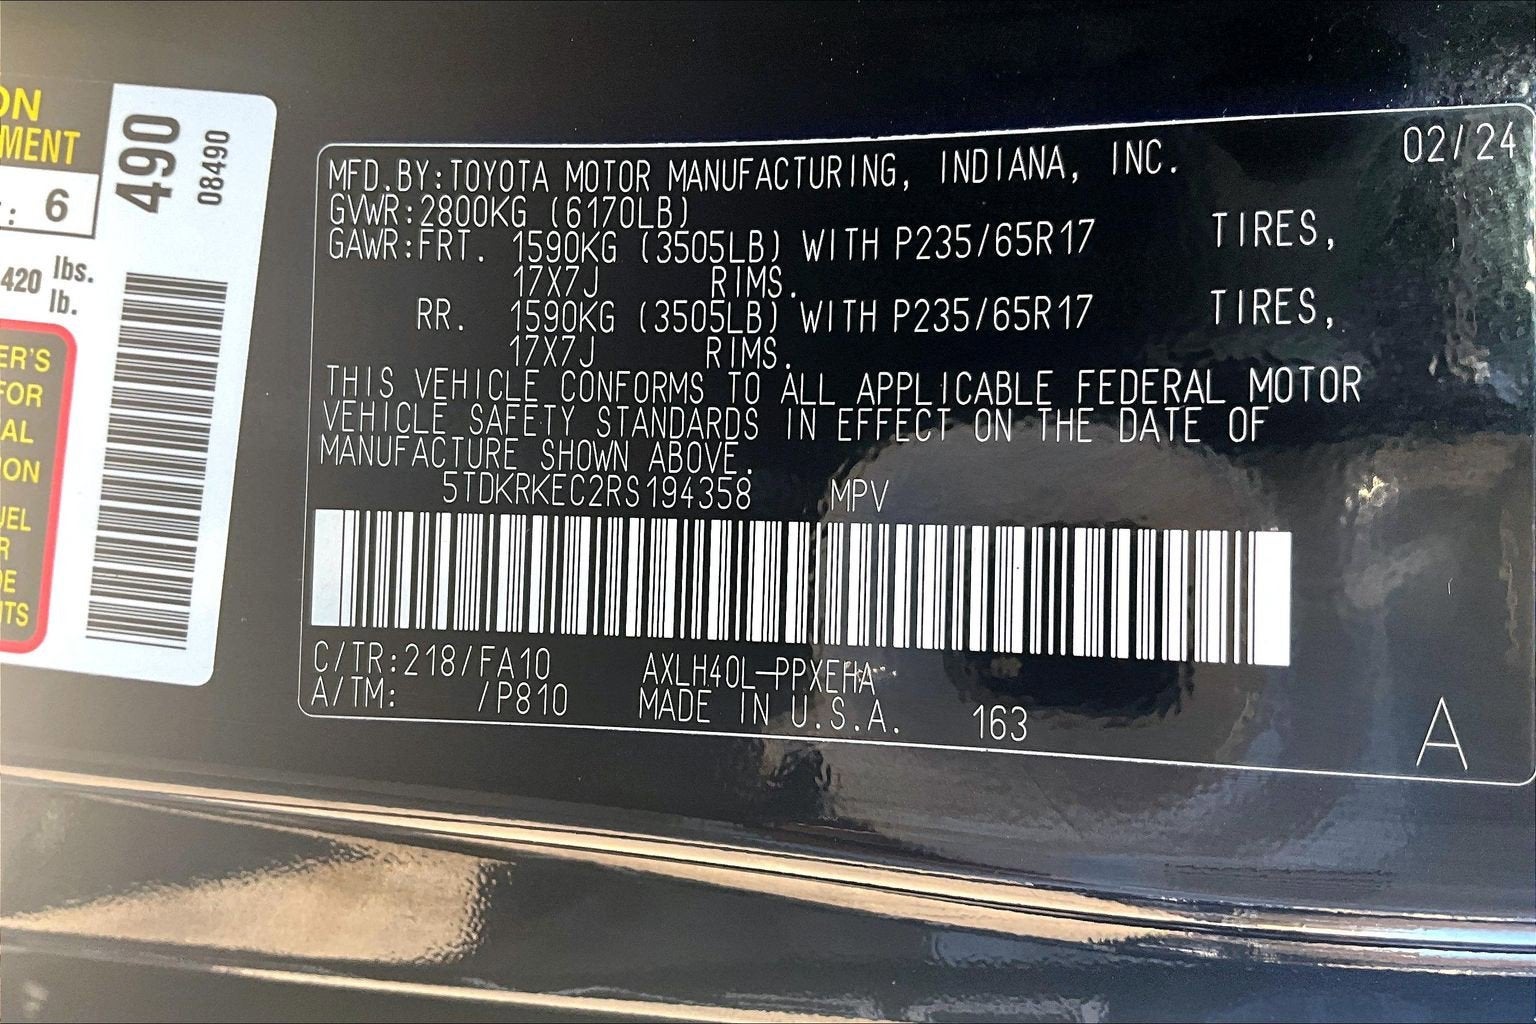 ON
MENT
: 6
420 lbs.
lb.
ER'S
FOR
AL
ION
UEL
R
DE
NTS
490
08490
MFD.BY:TOYOTA MOTOR MANUFACTURING, INDIANA, INC. 02/24
GVWR:2800KG (6170LB)
GAWR:FRT. 1590KG (3505LB) WITH P235/65R17 TIRES,
17X7J RIMS.
RR. 1590KG (3505LB) WITH P235/65R17 TIRES,
17X7J RIMS.
THIS VEHICLE CONFORMS TO ALL APPLICABLE FEDERAL MOTOR
VEHICLE SAFETY STANDARDS IN EFFECT ON THE DATE OF
MANUFACTURE SHOWN ABOVE.
5TDKRKEC2RS194358 MPV
C/TR:218/FA10 AXLH40L-PPXEHA
A/TM: /P810 MADE IN U.S.A. 163
A